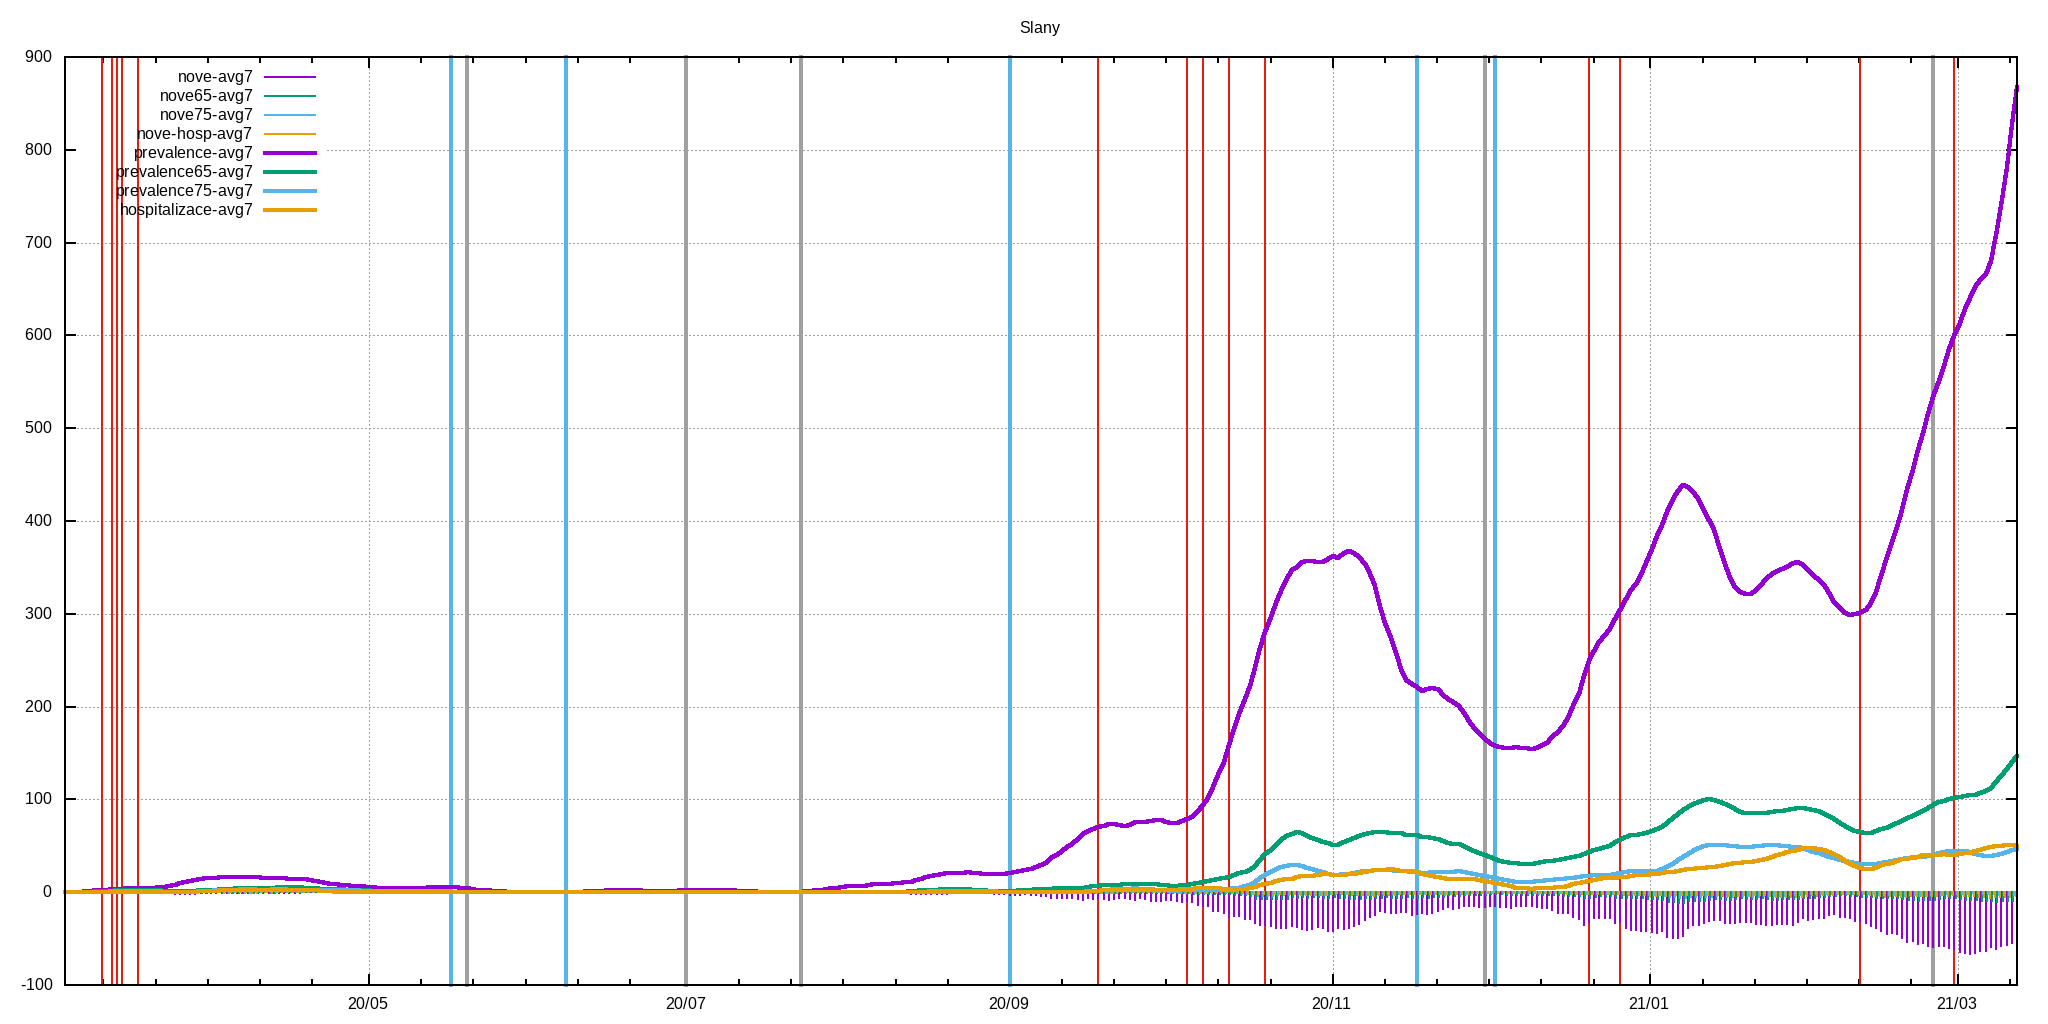 Slany
900
800
700
600
500
400
300
200
100
0
-100
nove-avg7
nove65-avg7
nove75-avg7
nove-hosp-avg7
prevalence-avg7
prevalence65-avg7
prevalence75-avg7
hospitalizace-avg7
20/05
20/07
20/09
20/11
21/01
21/03